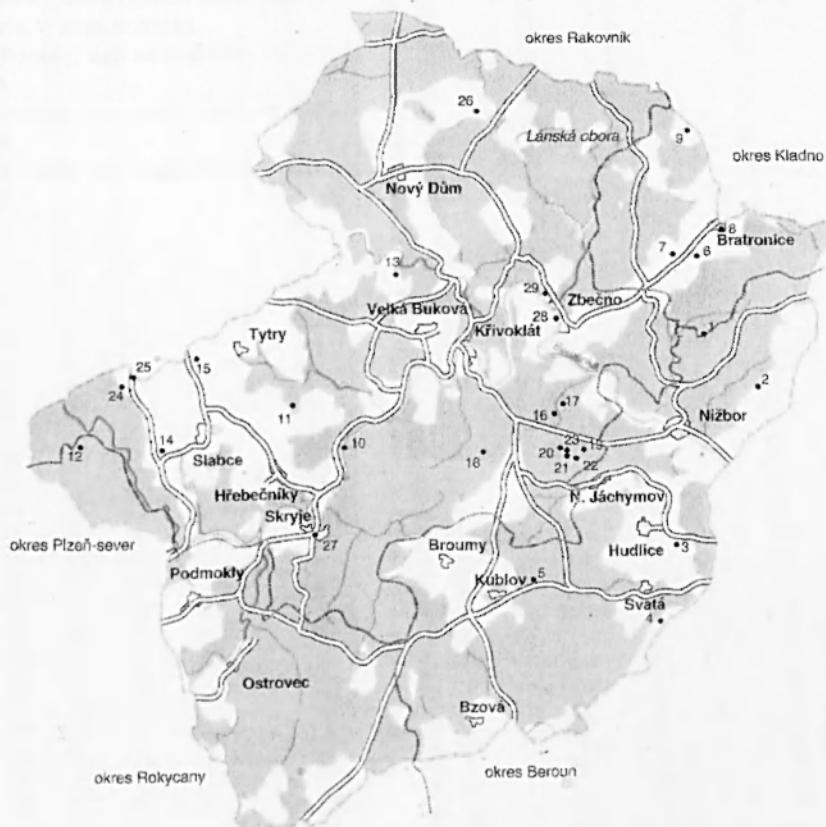 okres Rakovník
26
Lánská obora
9
okres Kladno
Nový Dům
8
Bratronice
7
6
13
29
Zbečno
Velká Buková
28
Křivoklát
1
Tytry
15
25
24
2
11
17
16
Nižbor
12
14
10
23
19
20
18
21
22
Slabce
Hřebečníky
N. Jáchymov
Skryje
okres Plzeň-sever
27
Broumy
Hudlice
3
Podmokly
Kublov
5
Svatá
4
Ostrovec
Bzová
okres Rokycany
okres Beroun